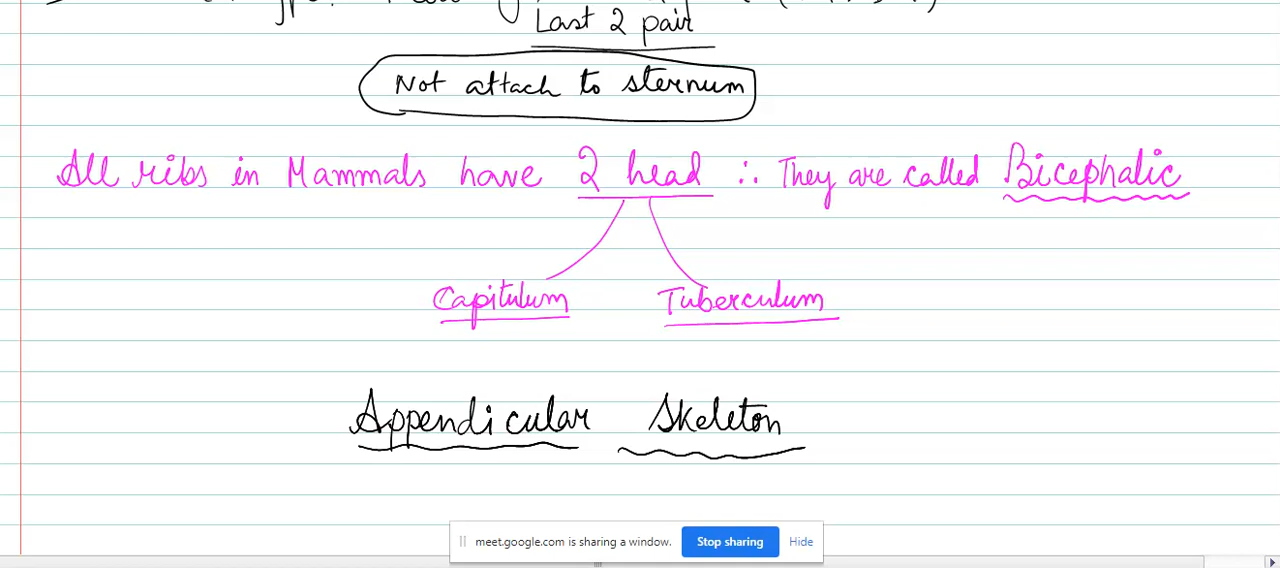 Last 2 pair
Not attach to sternum
All ribs in Mammals have 2 head ∴ They are called Bicephalic
Capitulum Tuberculum
Appendicular Skeleton
meet.google.com is sharing a window. Stop sharing Hide